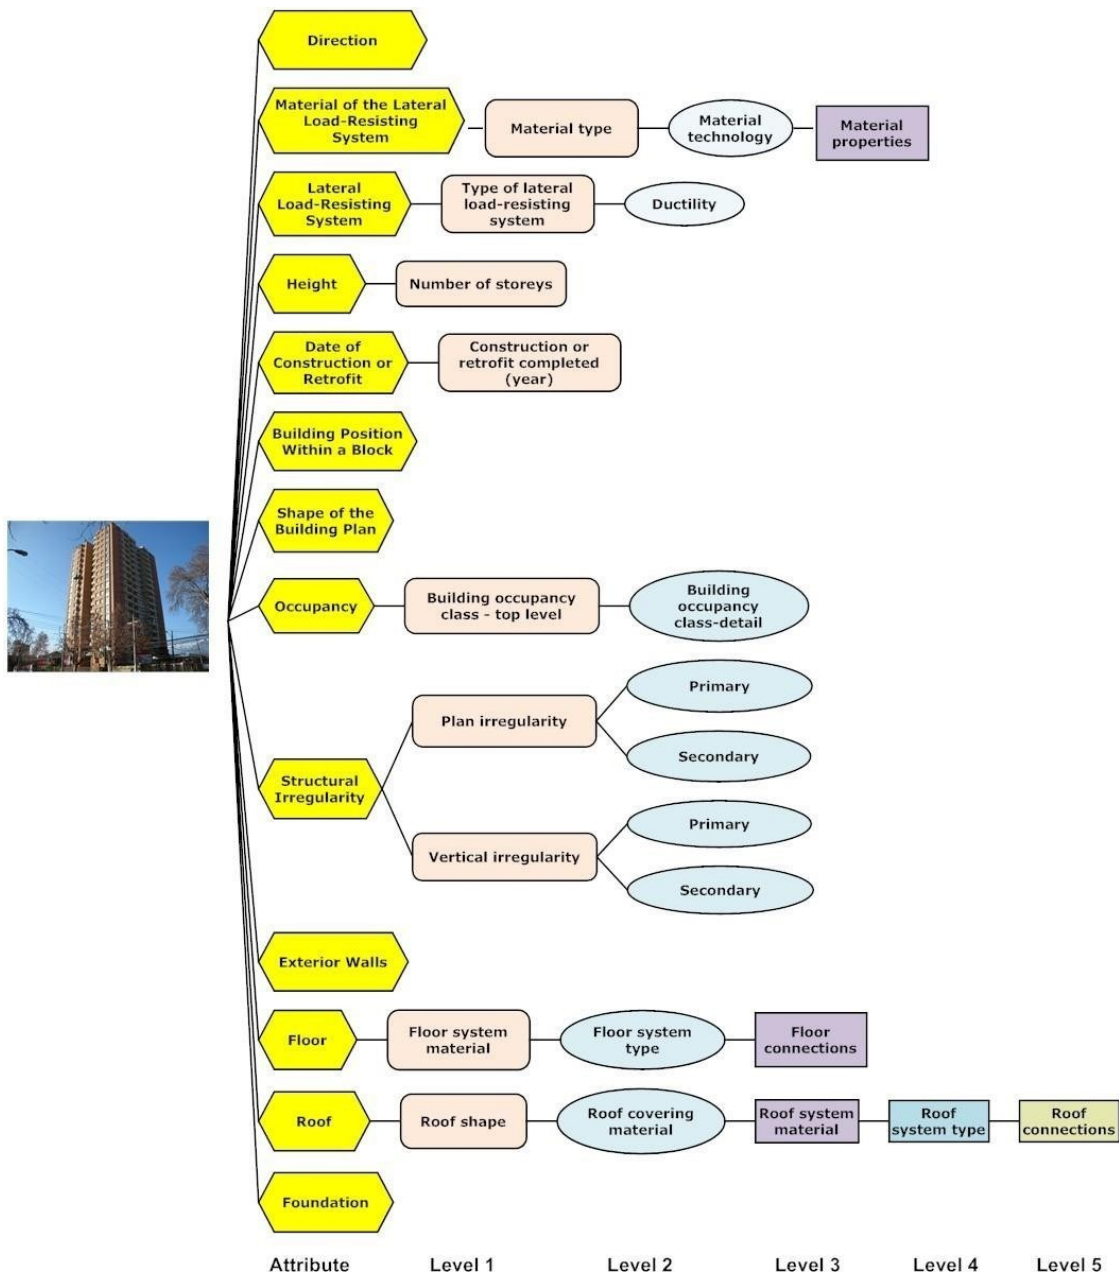 Direction
Material of the Lateral
Load-Resisting
System
Material type
Material
technology
Material
properties
Lateral
Load-Resisting
System
Type of lateral
load-resisting
system
Ductility
Height
Number of storeys
Date of
Construction or
Retrofit
Construction or
retrofit completed
(year)
Building Position
Within a Block
Shape of the
Building Plan
Occupancy
Building occupancy
class - top level
Building
occupancy
class-detail
Structural
Irregularity
Plan irregularity
Primary
Secondary
Vertical irregularity
Primary
Secondary
Exterior Walls
Floor
Floor system
material
Floor system
type
Floor
connections
Roof
Roof shape
Roof covering
material
Roof system
material
Roof
system type
Roof
connections
Foundation
Attribute
Level 1
Level 2
Level 3
Level 4
Level 5